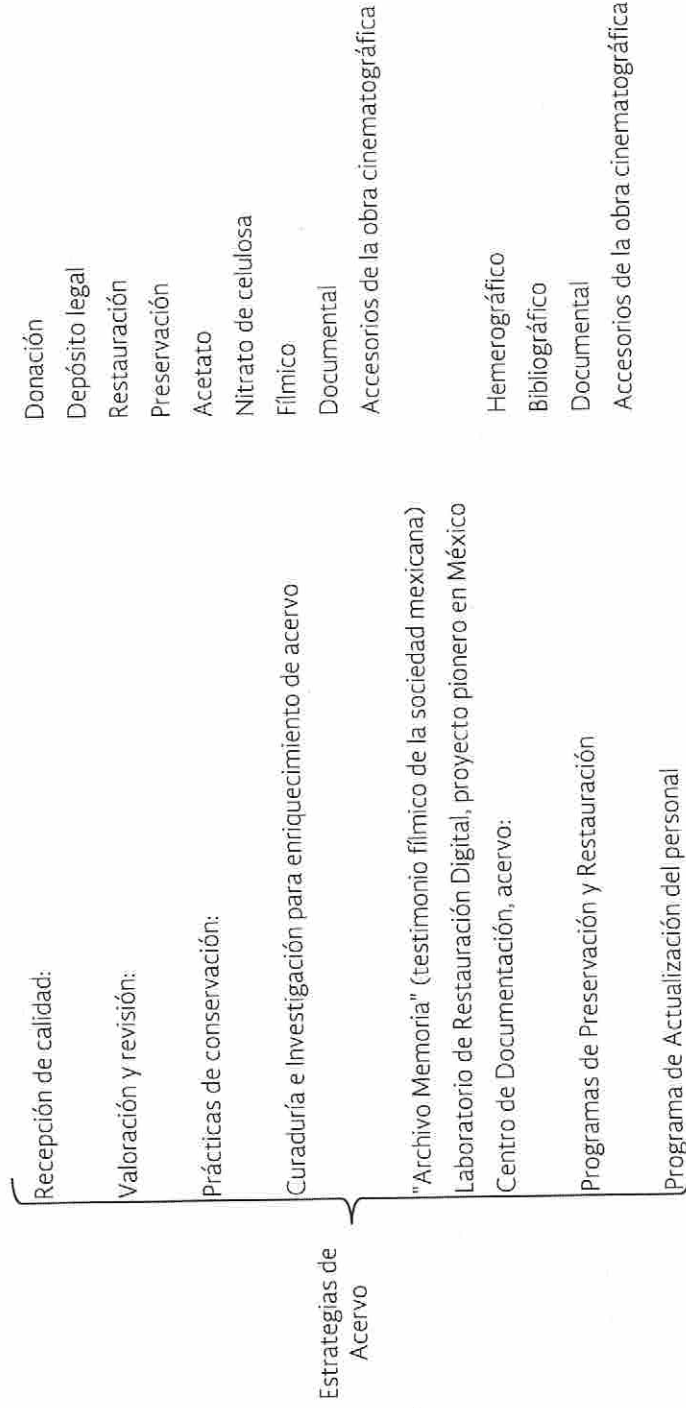 Estrategias de
Acervo
Recepción de calidad:
Donación
Depósito legal
Valoración y revisión:
Restauración
Preservación
Prácticas de conservación:
Acetato
Nitrato de celulosa
Curaduría e Investigación para enriquecimiento de acervo
Fílmico
Documental
Accesorios de la obra cinematográfica
"Archivo Memoria" (testimonio fílmico de la sociedad mexicana)
Laboratorio de Restauración Digital, proyecto pionero en México
Centro de Documentación, acervo:
Hemerográfico
Bibliográfico
Documental
Accesorios de la obra cinematográfica
Programas de Preservación y Restauración
Programa de Actualización del personal